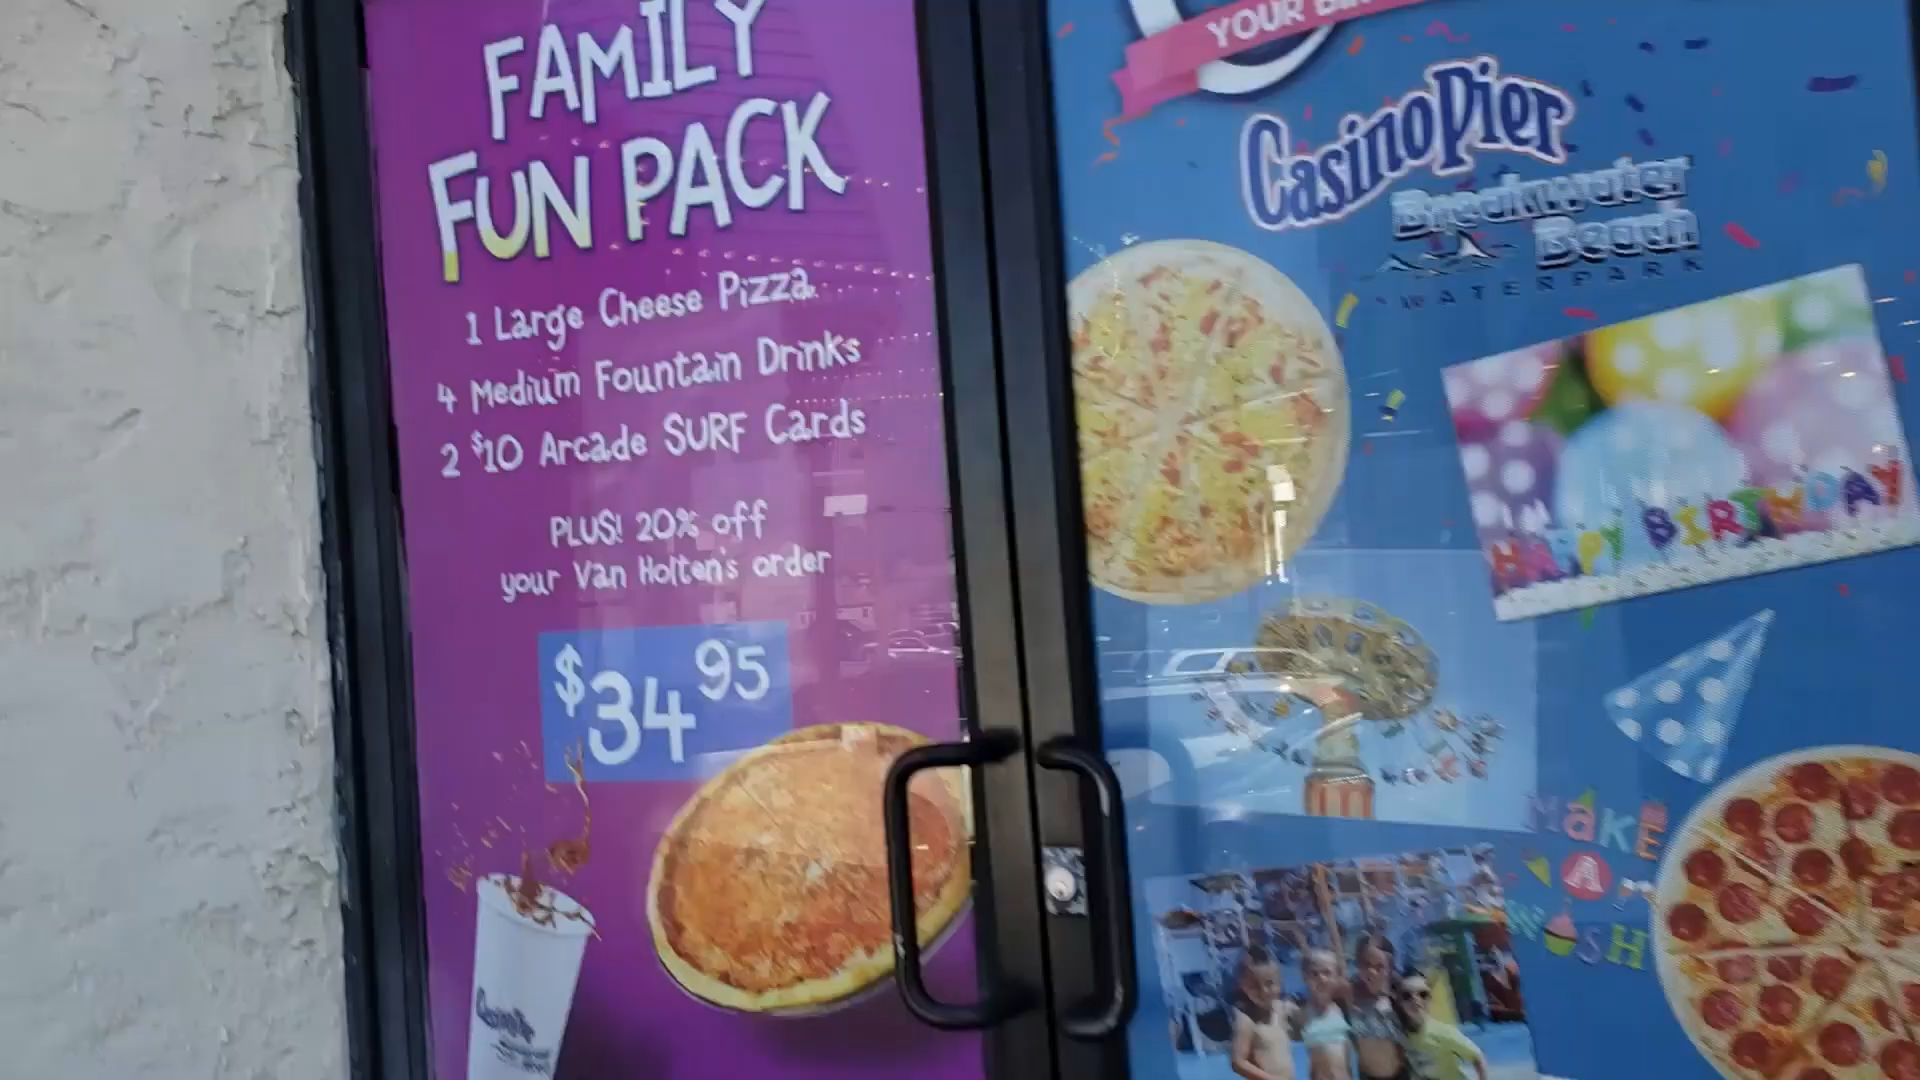 FAMILY
FUN PACK
1 Large Cheese Pizza
4 Medium Fountain Drinks
2 $10 Arcade SURF Cards
PLUS! 20% off
your Van Holten's order
$34 95
CasinoPier
YOUR
CasinoPier
Breakwater
Beach
WATERPARK
HAPPY BIRTHDAY
MAKE
A
WISH